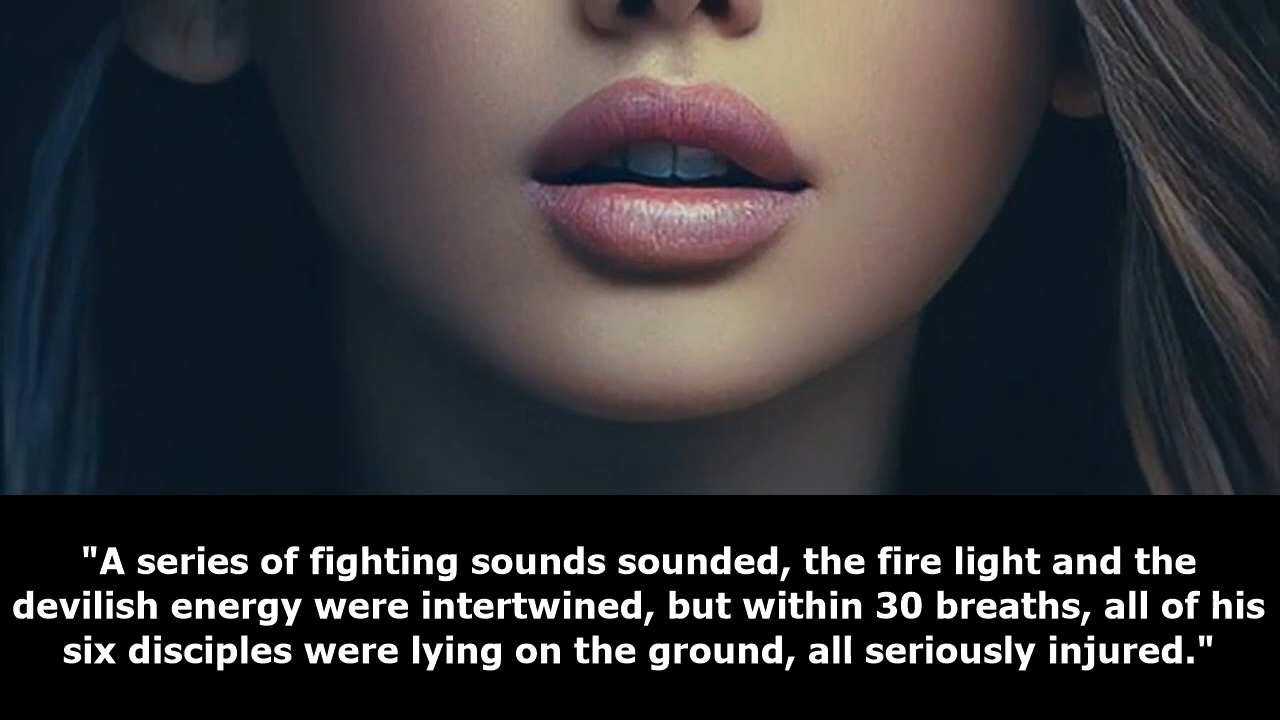 "A series of fighting sounds sounded, the fire light and the
devilish energy were intertwined, but within 30 breaths, all of his
six disciples were lying on the ground, all seriously injured."